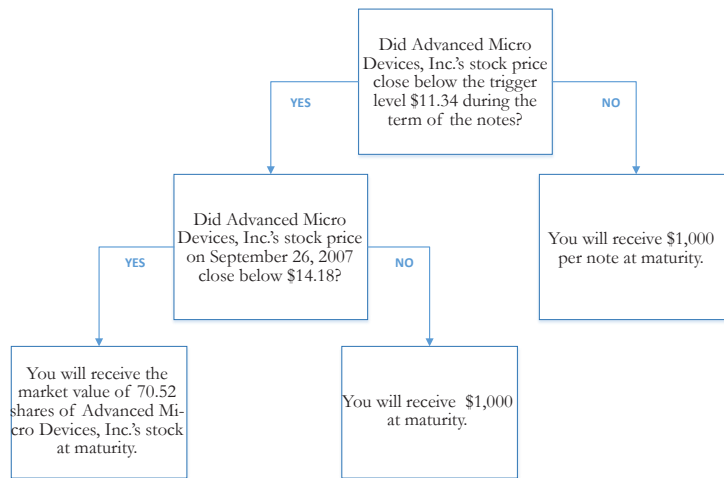 Did Advanced Micro
Devices, Inc.'s stock price
close below the trigger
level $11.34 during the
term of the notes?
YES
NO
Did Advanced Micro
Devices, Inc.'s stock price
on September 26, 2007
close below $14.18?
You will receive $1,000
per note at maturity.
YES
NO
You will receive the
market value of 70.52
shares of Advanced Mi-
cro Devices, Inc.'s stock
at maturity.
You will receive $1,000
at maturity.